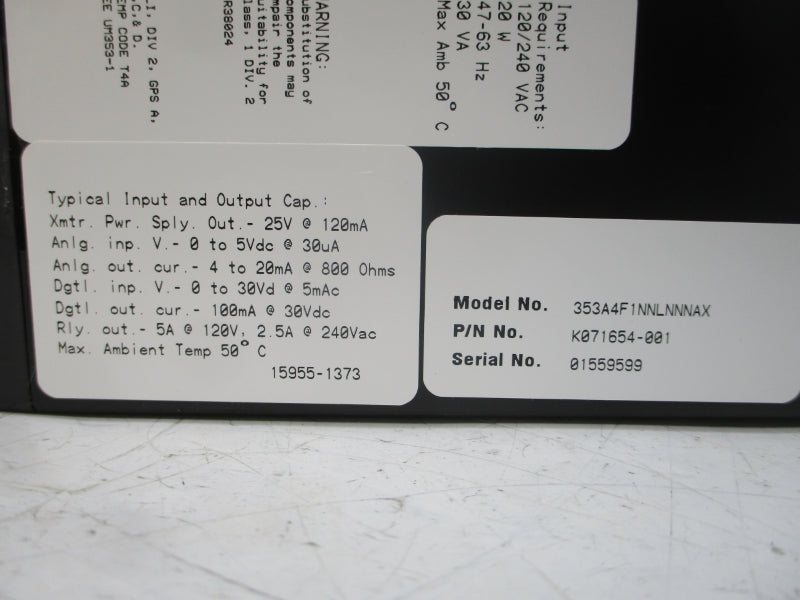 I, DIV 2, GPS A,
C, & D.
EMP CODE T4A
EE UM353-1
R38024
ARNING:
ubstitution of
omponents may
mpair the
uitability for
lass, 1 DIV. 2
Input
Requirements:
120/240 VAC
20 W
47-63 Hz
30 VA
Max Amb 50° C
Typical Input and Output Cap.:
Xmtr. Pwr. Sply. Out.- 25V @ 120mA
Anlg. inp. V.- 0 to 5Vdc @ 30uA
Anlg. out. cur.- 4 to 20mA @ 800 Ohms
Dgtl. inp. V.- 0 to 30Vd @ 5mAc
Dgtl. out. cur.- 100mA @ 30Vdc
Rly. out.- 5A @ 120V, 2.5A @ 240Vac
Max. Ambient Temp 50° C
15955-1373
Model No. 353A4F1NNLNNNAX
P/N No. K071654-001
Serial No. 01559599